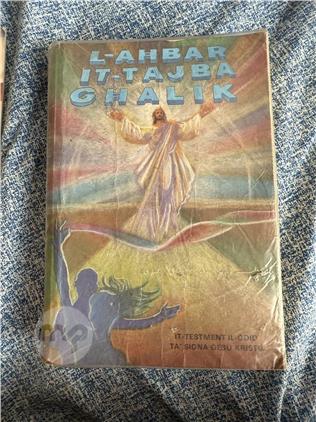 L-AHBAR
IT-TAJBA
GHALIK
IT-TESTMENT IL-ĠDID
TA' SIDNA ĠESÙ KRISTU